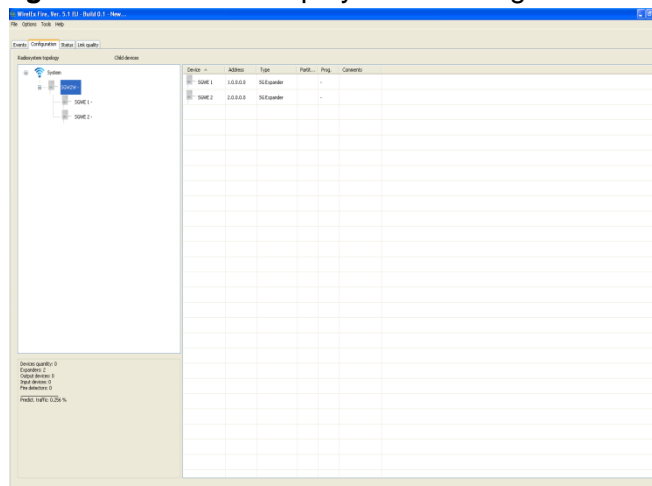 Wirelix Fire, Ver. 5.1 EU - Build 0.1 - New...
File Options Tools Help
Events Configuration Status Link quality
Radiosystem topology Child devices
System
SGW2W -
SGWE 1 -
SGWE 2 -
Device Address Type Partit... Prog. Comments
SGWE 1 1.0.0.0.0 SG Expander -
SGWE 2 2.0.0.0.0 SG Expander -
Devices quantity: 0
Expanders: 2
Output devices: 0
Input devices: 0
Fire detectors: 0
Predict. traffic: 0.256 %